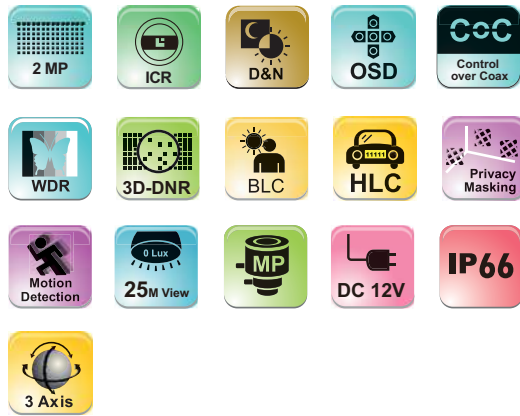 2 MP
ICR
D&N
OSD
CoC
Control
over Coax
WDR
3D-DNR
BLC
11111
HLC
Privacy
Masking
Motion
Detection
0 Lux
25M View
MP
DC 12V
IP66
3 Axis